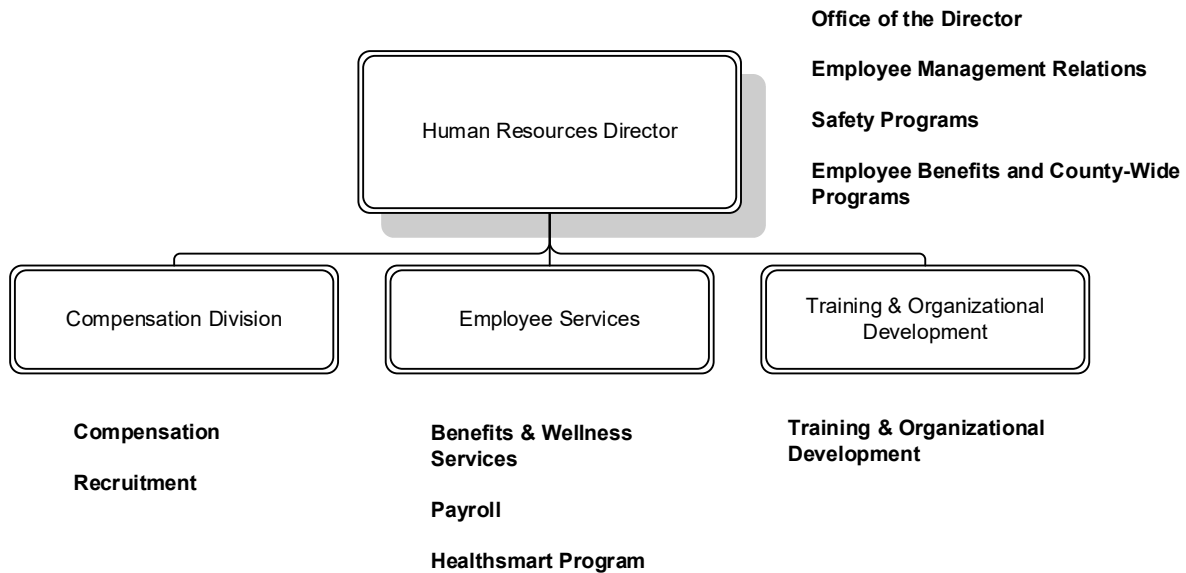 Office of the Director
Employee Management Relations
Safety Programs
Employee Benefits and County-Wide
Programs
Human Resources Director
Compensation Division
Employee Services
Training & Organizational
Development
Compensation
Recruitment
Benefits & Wellness
Services
Payroll
Healthsmart Program
Training & Organizational
Development